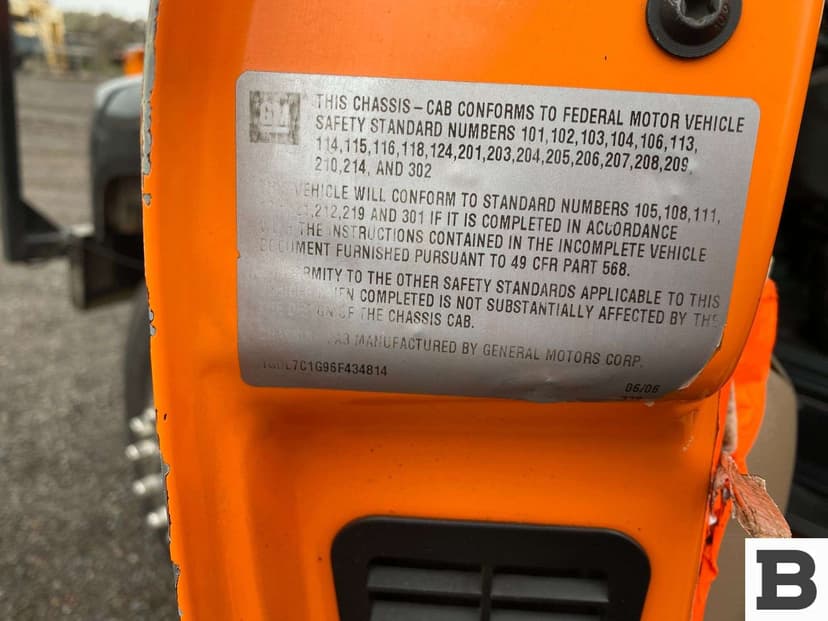 GM
THIS CHASSIS-CAB CONFORMS TO FEDERAL MOTOR VEHICLE
SAFETY STANDARD NUMBERS 101,102,103,104,106,113,
114,115,116,118,124,201,203,204,205,206,207,208,209,
210,214, AND 302
VEHICLE WILL CONFORM TO STANDARD NUMBERS 105,108,111,
212,219 AND 301 IF IT IS COMPLETED IN ACCORDANCE
THE INSTRUCTIONS CONTAINED IN THE INCOMPLETE VEHICLE
DOCUMENT FURNISHED PURSUANT TO 49 CFR PART 568.
TO THE OTHER SAFETY STANDARDS APPLICABLE TO THIS
WHEN COMPLETED IS NOT SUBSTANTIALLY AFFECTED BY THE
DESIGN OF THE CHASSIS CAB.
MANUFACTURED BY GENERAL MOTORS CORP.
06/06
B